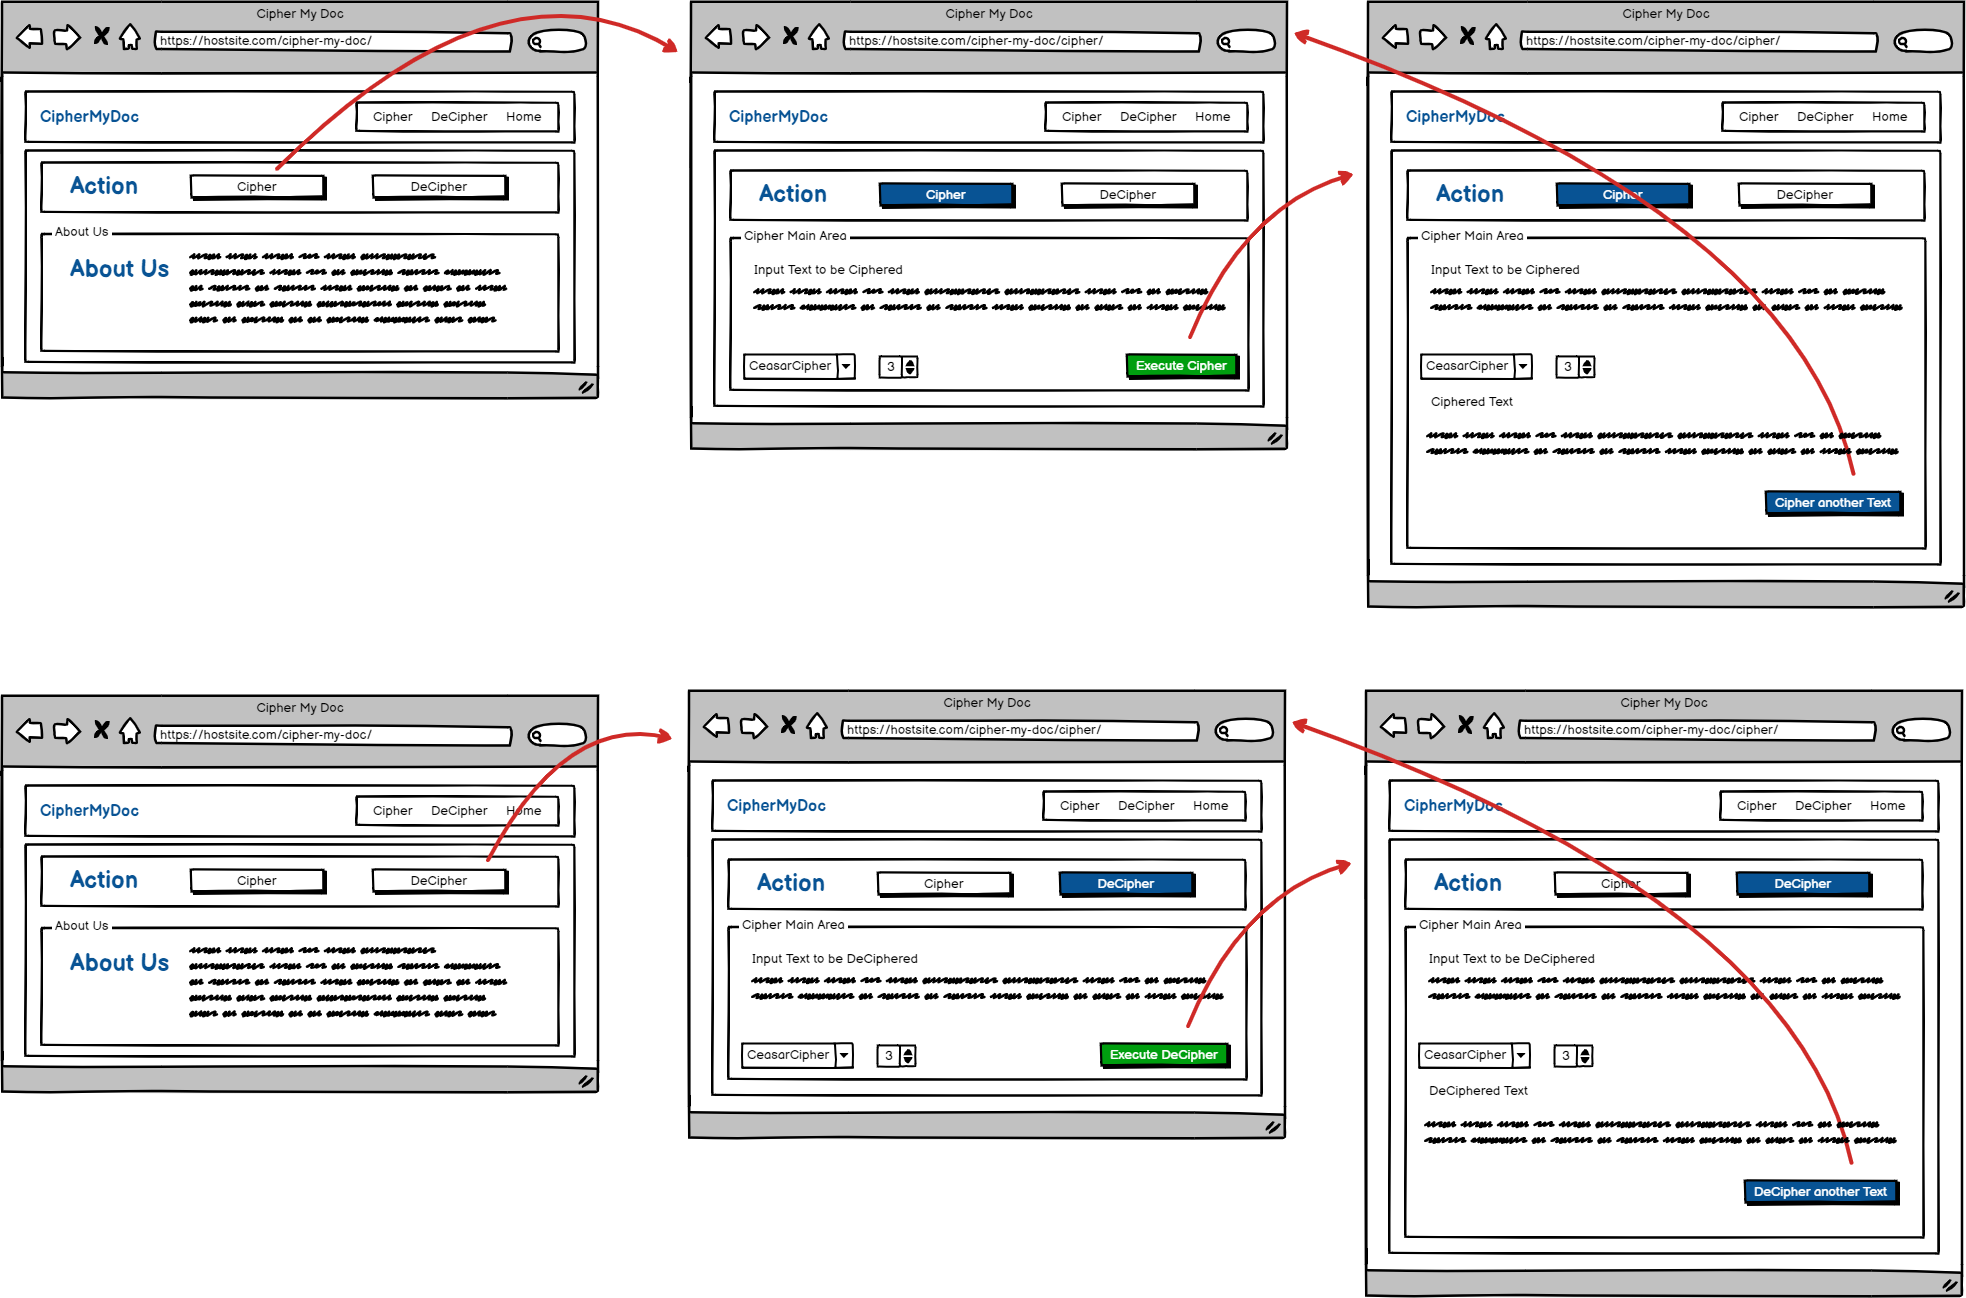 Cipher My Doc
https://hostsite.com/cipher-my-doc/
CipherMyDoc
Cipher DeCipher Home
Action Cipher DeCipher
About Us
About Us
Cipher My Doc
https://hostsite.com/cipher-my-doc/cipher/
CipherMyDoc
Cipher DeCipher Home
Action Cipher DeCipher
Cipher Main Area
Input Text to be Ciphered
CeasarCipher 3 Execute Cipher
Cipher My Doc
https://hostsite.com/cipher-my-doc/cipher/
CipherMyDoc
Cipher DeCipher Home
Action Cipher DeCipher
Cipher Main Area
Input Text to be Ciphered
CeasarCipher 3
Ciphered Text
Cipher another Text
Cipher My Doc
https://hostsite.com/cipher-my-doc/
CipherMyDoc
Cipher DeCipher Home
Action Cipher DeCipher
About Us
About Us
Cipher My Doc
https://hostsite.com/cipher-my-doc/cipher/
CipherMyDoc
Cipher DeCipher Home
Action Cipher DeCipher
Cipher Main Area
Input Text to be DeCiphered
CeasarCipher 3 Execute DeCipher
Cipher My Doc
https://hostsite.com/cipher-my-doc/cipher/
CipherMyDoc
Cipher DeCipher Home
Action Cipher DeCipher
Cipher Main Area
Input Text to be DeCiphered
CeasarCipher 3
DeCiphered Text
DeCipher another Text